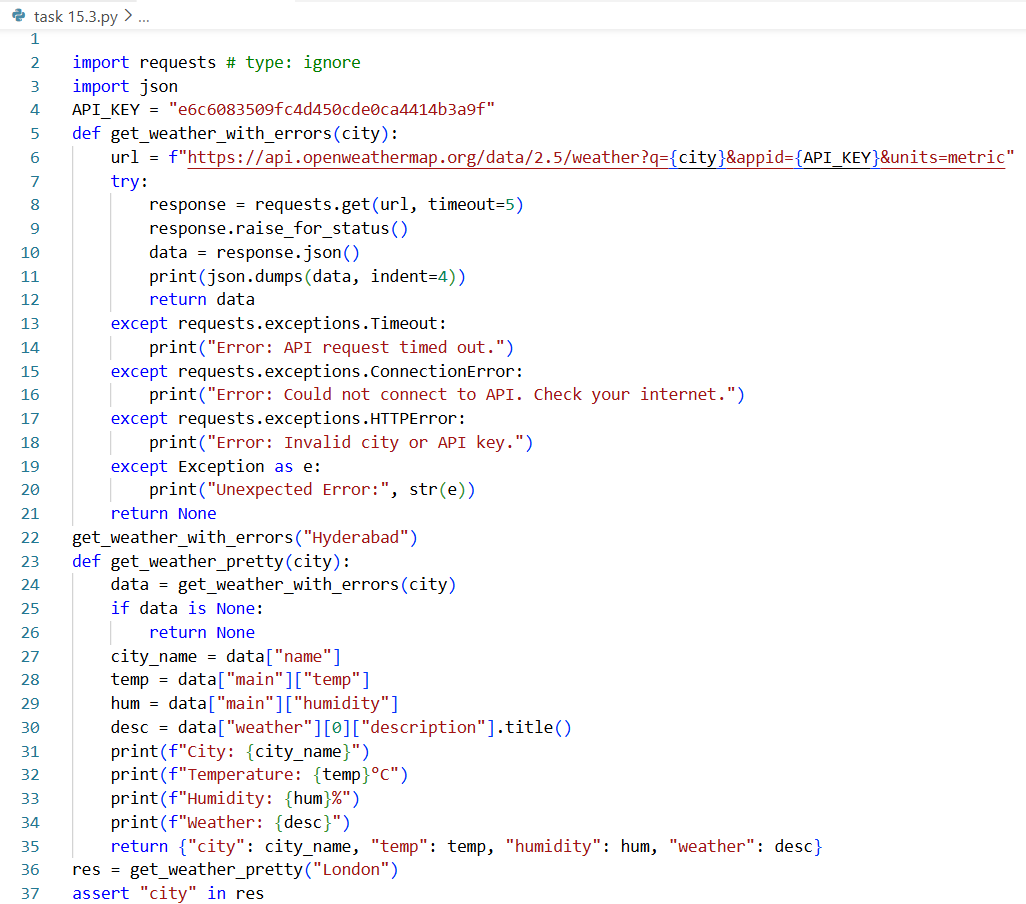 task 15.3.py > ...
1
2 import requests # type: ignore
3 import json
4 API_KEY = "e6c6083509fc4d450cde0ca4414b3a9f"
5 def get_weather_with_errors(city):
6     url = f"https://api.openweathermap.org/data/2.5/weather?q={city}&appid={API_KEY}&units=metric"
7     try:
8         response = requests.get(url, timeout=5)
9         response.raise_for_status()
10         data = response.json()
11         print(json.dumps(data, indent=4))
12         return data
13     except requests.exceptions.Timeout:
14         print("Error: API request timed out.")
15     except requests.exceptions.ConnectionError:
16         print("Error: Could not connect to API. Check your internet.")
17     except requests.exceptions.HTTPError:
18         print("Error: Invalid city or API key.")
19     except Exception as e:
20         print("Unexpected Error:", str(e))
21     return None
22 get_weather_with_errors("Hyderabad")
23 def get_weather_pretty(city):
24     data = get_weather_with_errors(city)
25     if data is None:
26         return None
27     city_name = data["name"]
28     temp = data["main"]["temp"]
29     hum = data["main"]["humidity"]
30     desc = data["weather"][0]["description"].title()
31     print(f"City: {city_name}")
32     print(f"Temperature: {temp}°C")
33     print(f"Humidity: {hum}%")
34     print(f"Weather: {desc}")
35     return {"city": city_name, "temp": temp, "humidity": hum, "weather": desc}
36 res = get_weather_pretty("London")
37 assert "city" in res